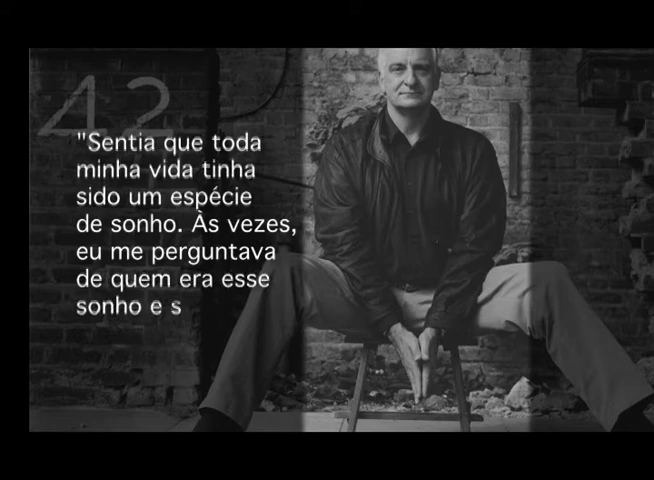 42
"Sentia que toda
minha vida tinha
sido um espécie
de sonho. Às vezes,
eu me perguntava
de quem era esse
sonho e s